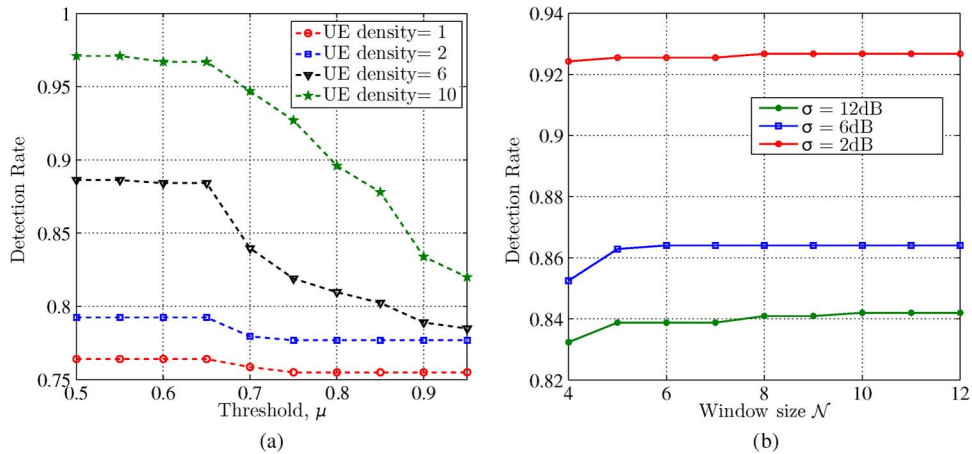 1
0.95
0.9
0.85
0.8
0.75
0.5
0.6
0.7
0.8
0.9
Detection Rate
Threshold, μ
UE density= 1
UE density= 2
UE density= 6
UE density= 10
(a)
0.94
0.92
0.9
0.88
0.86
0.84
0.82
4
6
8
10
12
Detection Rate
Window size 𝒩
σ = 12dB
σ = 6dB
σ = 2dB
(b)